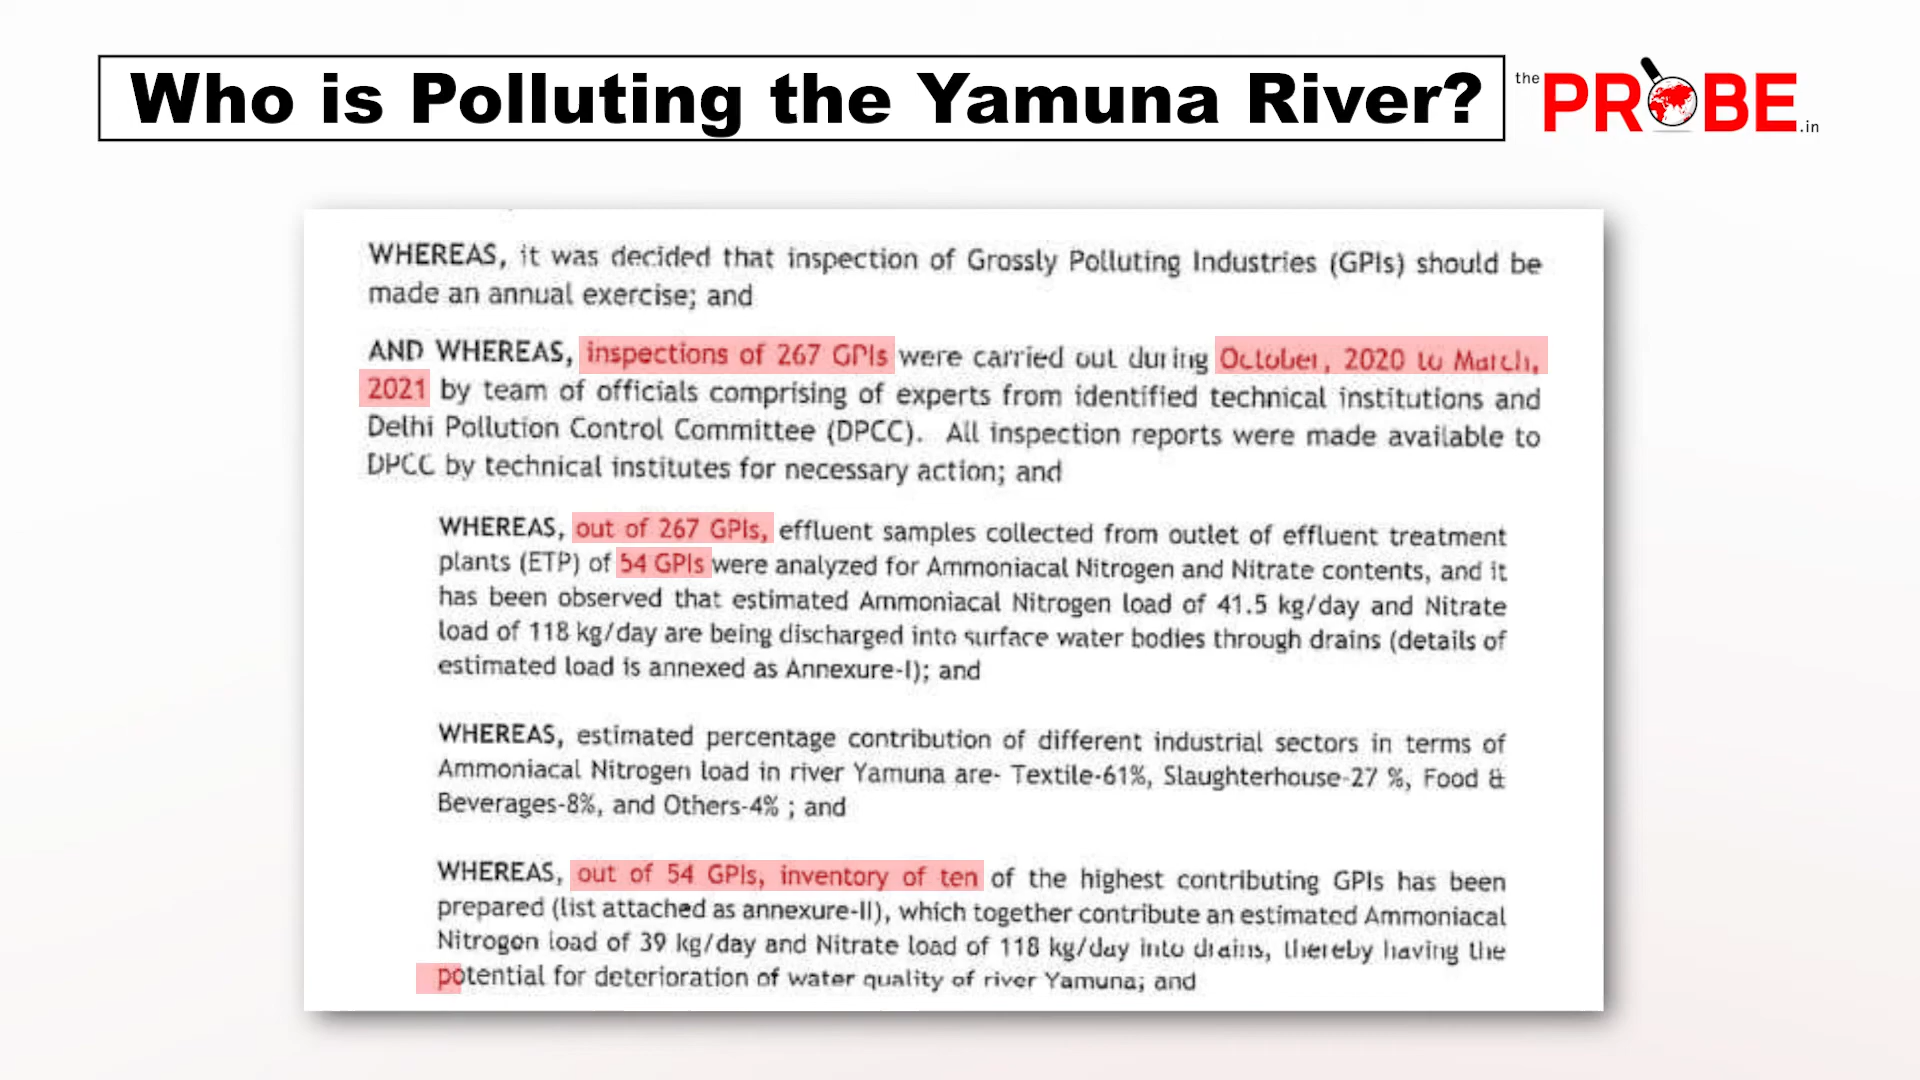 Who is Polluting the Yamuna River?
the PROBE.in
WHEREAS, it was decided that inspection of Grossly Polluting Industries (GPIs) should be
made an annual exercise; and
AND WHEREAS, inspections of 267 GPIs were carried out during October, 2020 to March,
2021 by team of officials comprising of experts from identified technical institutions and
Delhi Pollution Control Committee (DPCC). All inspection reports were made available to
DPCC by technical institutes for necessary action; and
WHEREAS, out of 267 GPIs, effluent samples collected from outlet of effluent treatment
plants (ETP) of 54 GPIs were analyzed for Ammoniacal Nitrogen and Nitrate contents, and it
has been observed that estimated Ammoniacal Nitrogen load of 41.5 kg/day and Nitrate
load of 118 kg/day are being discharged into surface water bodies through drains (details of
estimated load is annexed as Annexure-I); and
WHEREAS, estimated percentage contribution of different industrial sectors in terms of
Ammoniacal Nitrogen load in river Yamuna are- Textile-61%, Slaughterhouse-27 %, Food &
Beverages-8%, and Others-4% ; and
WHEREAS, out of 54 GPIs, inventory of ten of the highest contributing GPIs has been
prepared (list attached as annexure-II), which together contribute an estimated Ammoniacal
Nitrogen load of 39 kg/day and Nitrate load of 118 kg/day into drains, thereby having the
potential for deterioration of water quality of river Yamuna; and